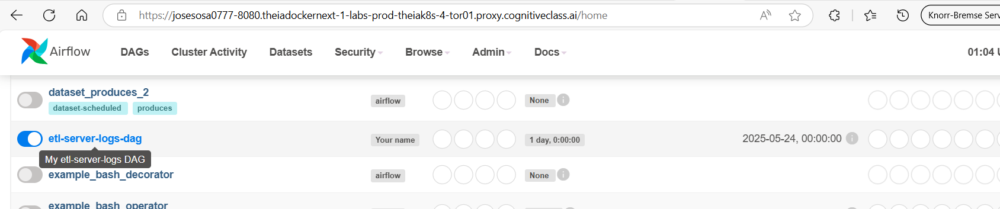 https://josesosa0777-8080.theiadockernext-1-labs-prod-theiak8s-4-tor01.proxy.cognitiveclass.ai/home
Knorr-Bremse Serv
Airflow DAGs Cluster Activity Datasets Security Browse Admin Docs 01:04 U
dataset_produces_2 airflow None
dataset-scheduled produces
etl-server-logs-dag Your name 1 day, 0:00:00 2025-05-24, 00:00:00
My etl-server-logs DAG
example_bash_decorator airflow None
example_bash_operator